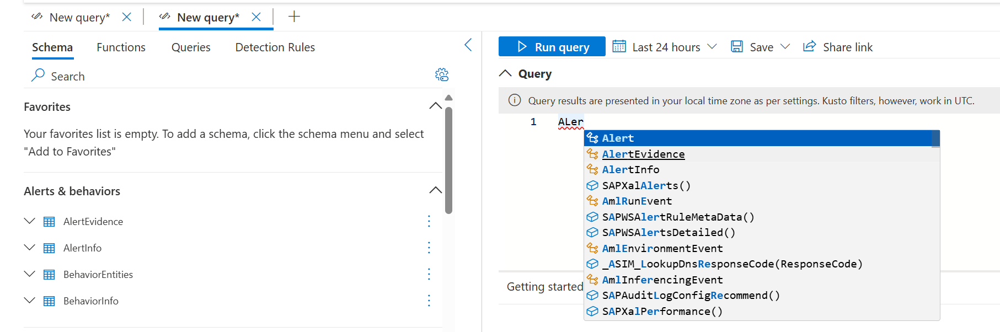 New query*
New query*
Schema
Functions
Queries
Detection Rules
Search
Favorites
Your favorites list is empty. To add a schema, click the schema menu and select
"Add to Favorites"
Alerts & behaviors
AlertEvidence
AlertInfo
BehaviorEntities
BehaviorInfo
Run query
Last 24 hours
Save
Share link
Query
Query results are presented in your local time zone as per settings. Kusto filters, however, work in UTC.
1 ALer
Alert
AlertEvidence
AlertInfo
SAPXalAlerts()
AmlRunEvent
SAPWSAlertRuleMetaData()
SAPWSAlertsDetailed()
AmlEnvironmentEvent
_ASIM_LookupDnsResponseCode(ResponseCode)
AmlInferencingEvent
SAPAuditLogConfigRecommend()
SAPXalPerformance()
Getting started